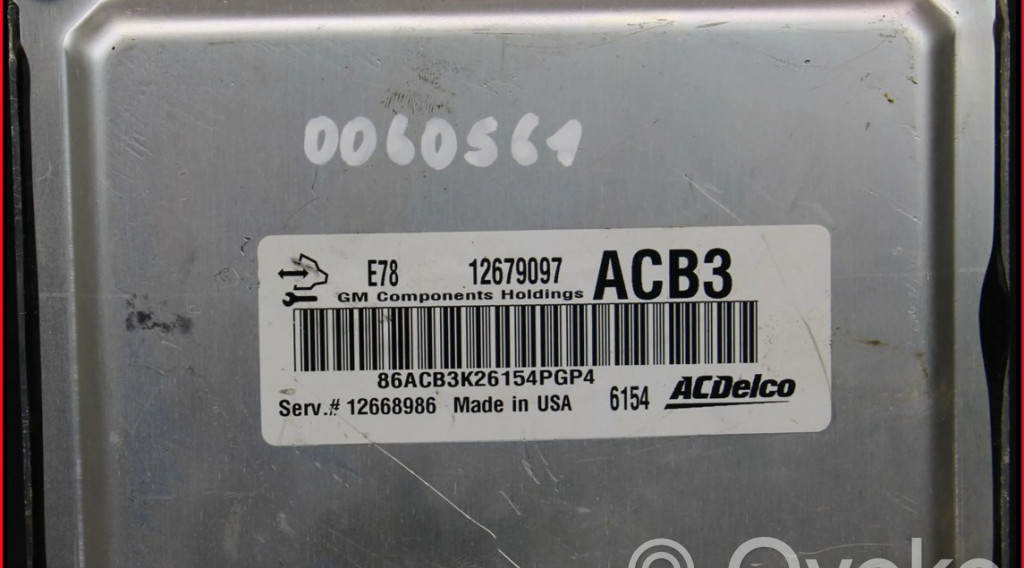 0060561
E78 12679097 ACB3
GM Components Holdings
86ACB3K26154PGP4
Serv.# 12668986 Made in USA 6154 ACDelco
©